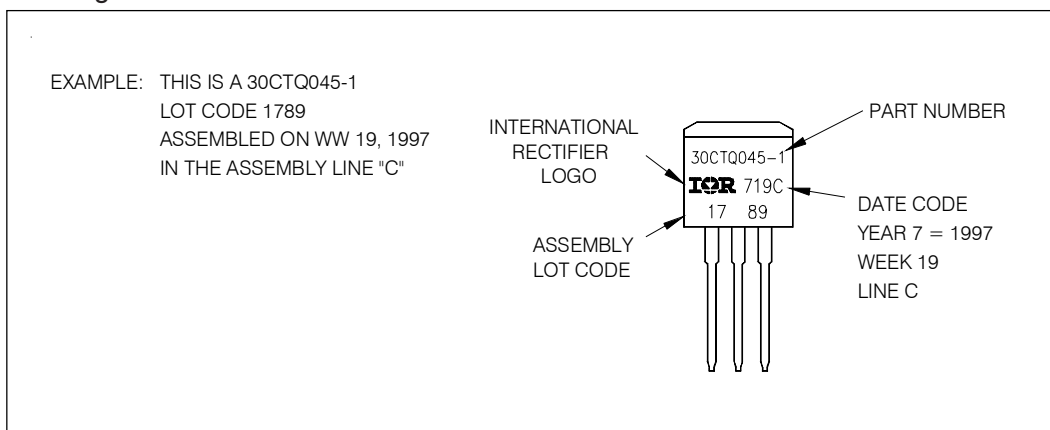 EXAMPLE: THIS IS A 30CTQ045-1
LOT CODE 1789
ASSEMBLED ON WW 19, 1997
IN THE ASSEMBLY LINE "C"
INTERNATIONAL
RECTIFIER
LOGO
ASSEMBLY
LOT CODE
30CTQ045-1
IOR 719C
17 89
PART NUMBER
DATE CODE
YEAR 7 = 1997
WEEK 19
LINE C